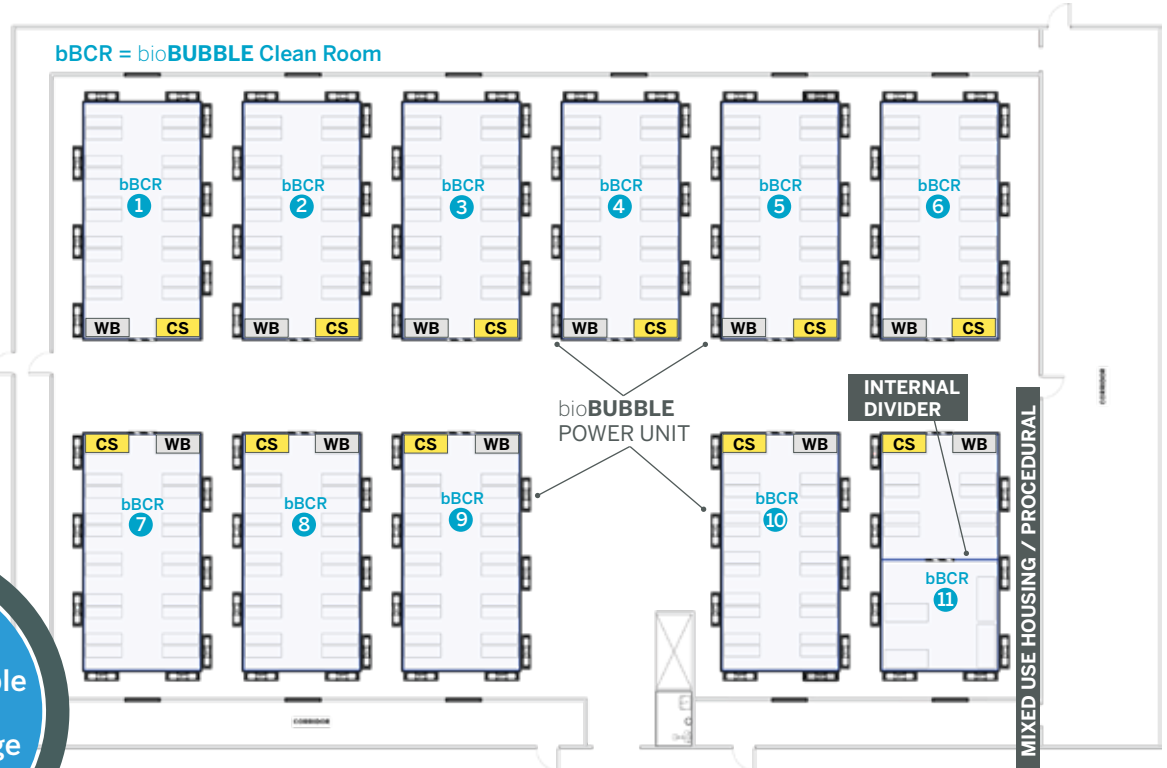 bBCR = bioBUBBLE Clean Room
bBCR
1
bBCR
2
bBCR
3
bBCR
4
bBCR
5
bBCR
6
WB CS
WB CS
WB CS
WB CS
WB CS
WB CS
CORRIDOR
bioBUBBLE
POWER UNIT
INTERNAL
DIVIDER
MIXED USE HOUSING / PROCEDURAL
CS WB
CS WB
CS WB
CS WB
CS WB
bBCR
7
bBCR
8
bBCR
9
bBCR
10
bBCR
11
CORRIDOR